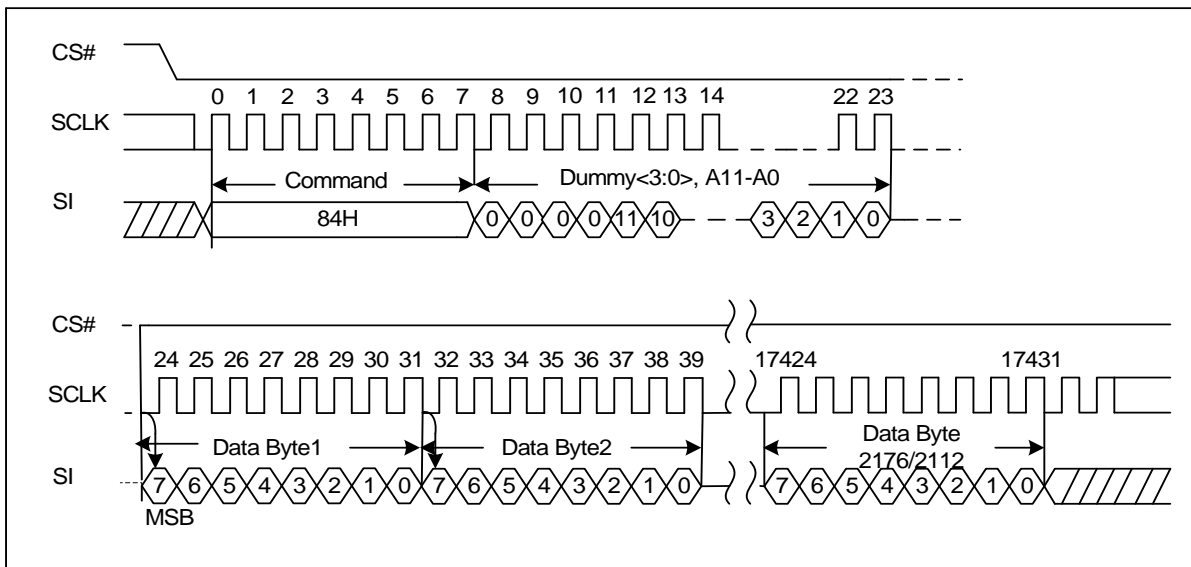 CS#
0 1 2 3 4 5 6 7 8 9 10 11 12 13 14 22 23
SCLK
Command Dummy<3:0>, A11-A0
SI
84H 0 0 0 0 11 10 3 2 1 0
CS#
24 25 26 27 28 29 30 31 32 33 34 35 36 37 38 39 17424 17431
SCLK
Data Byte1 Data Byte2 Data Byte
2176/2112
SI 7 6 5 4 3 2 1 0 7 6 5 4 3 2 1 0 7 6 5 4 3 2 1 0
MSB